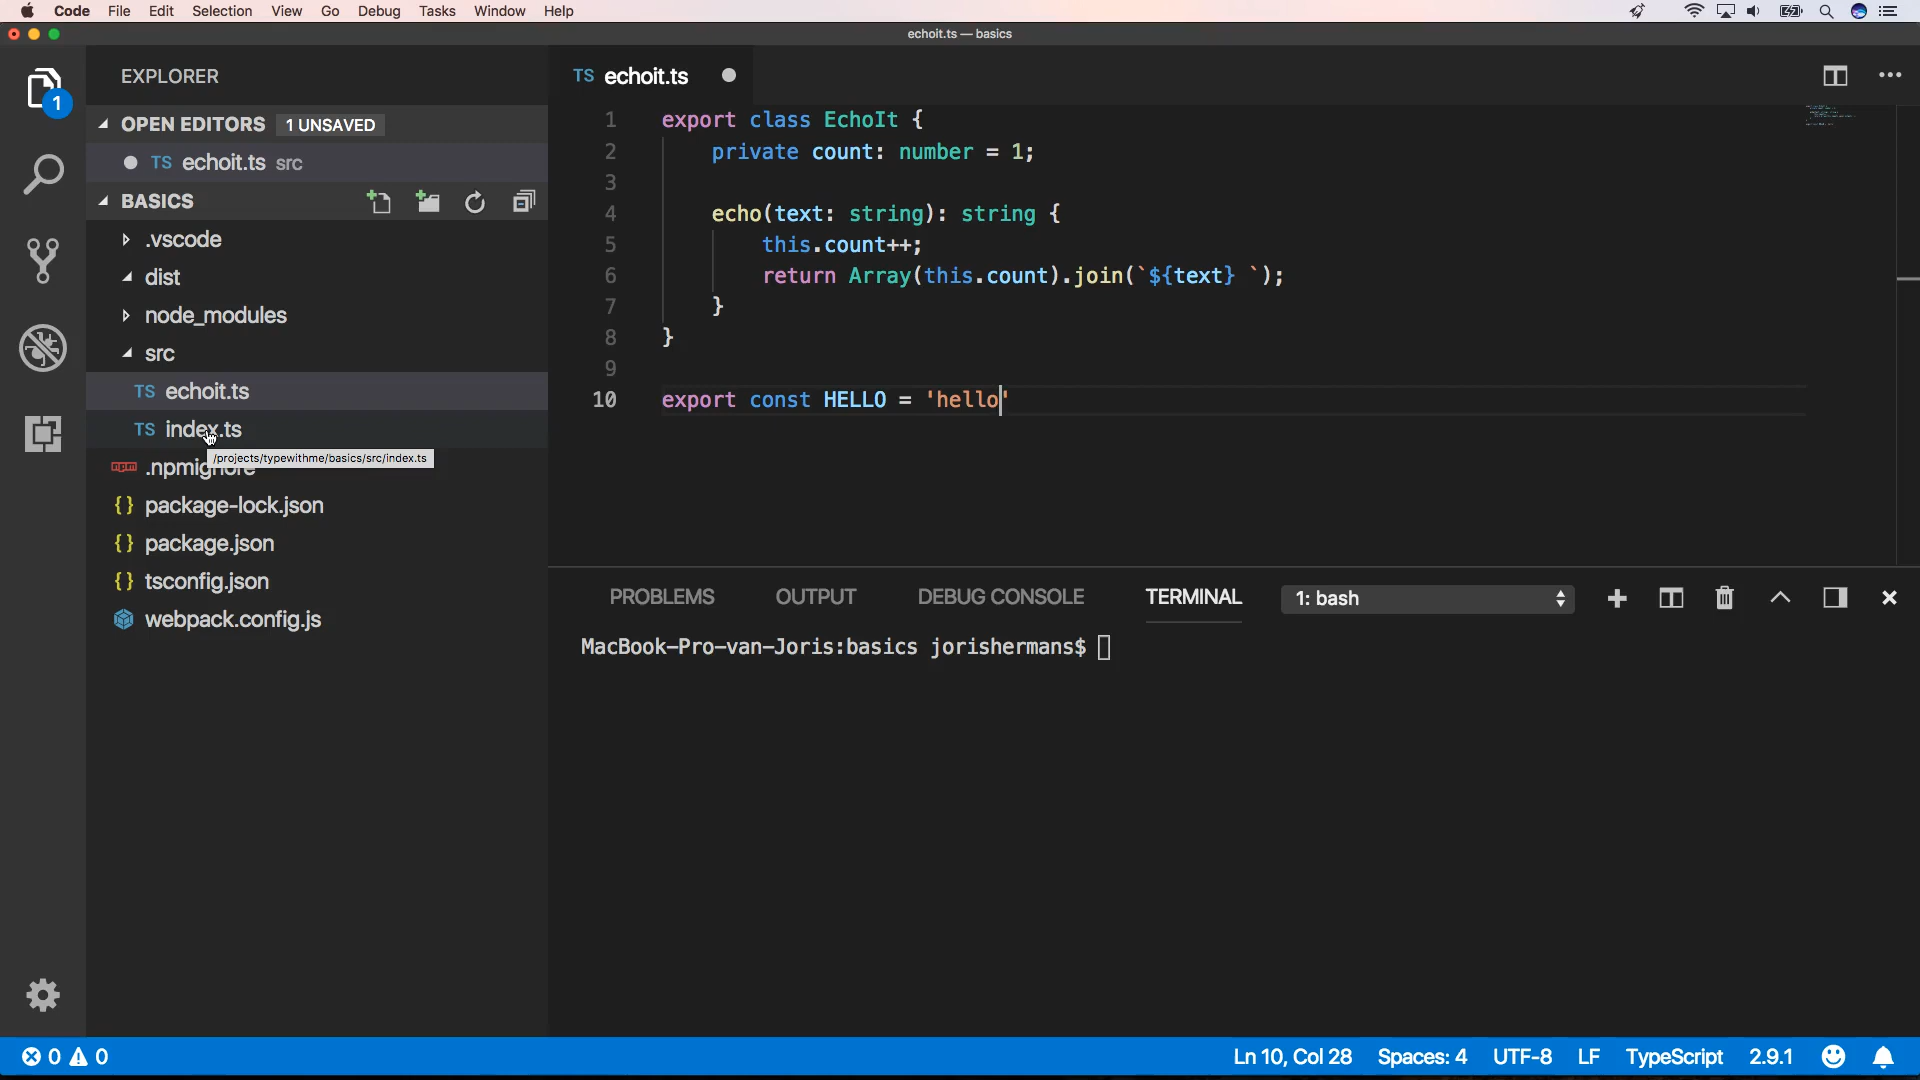 Code File Edit Selection View Go Debug Tasks Window Help
echoit.ts — basics
EXPLORER
OPEN EDITORS 1 UNSAVED
TS echoit.ts src
BASICS
.vscode
dist
node_modules
src
TS echoit.ts
TS index.ts
/projects/typewithme/basics/src/index.ts
npm .npmignore
{} package-lock.json
{} package.json
{} tsconfig.json
webpack.config.js
1
TS echoit.ts
1 export class EchoIt {
2 private count: number = 1;
3
4 echo(text: string): string {
5 this.count++;
6 return Array(this.count).join(`${text} `);
7 }
8 }
9
10 export const HELLO = 'hello'
PROBLEMS OUTPUT DEBUG CONSOLE TERMINAL 1: bash
MacBook-Pro-van-Joris:basics jorishermans$
0 0 Ln 10, Col 28 Spaces: 4 UTF-8 LF TypeScript 2.9.1